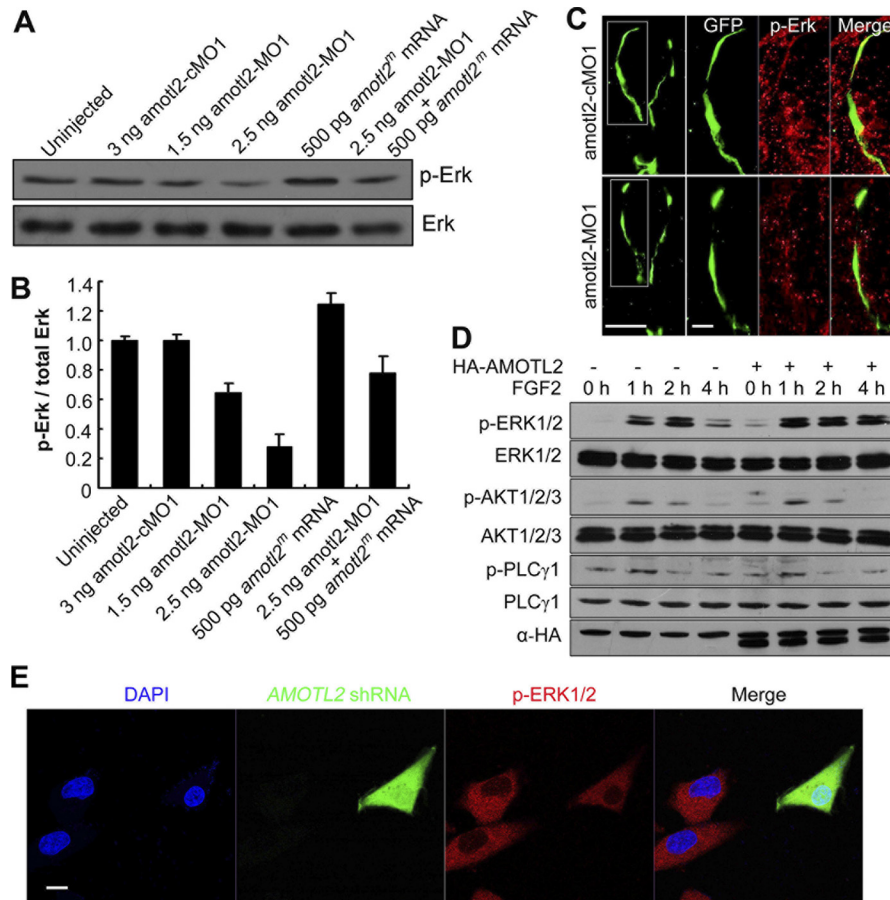 A
Uninjected
3 ng amotl2-cMO1
1.5 ng amotl2-MO1
2.5 ng amotl2-MO1
500 pg amotl2m mRNA
2.5 ng amotl2-MO1
+
500 pg amotl2m mRNA
p-Erk
Erk
B
p-Erk / total Erk
1.4
1.2
1.0
0.8
0.6
0.4
0.2
0
Uninjected
3 ng amotl2-cMO1
1.5 ng amotl2-MO1
2.5 ng amotl2-MO1
500 pg amotl2m mRNA
2.5 ng amotl2-MO1
+
500 pg amotl2m mRNA
C
GFP p-Erk Merge
amotl2-cMO1
amotl2-MO1
D
HA-AMOTL2 - - - - + + + +
FGF2 0 h 1 h 2 h 4 h 0 h 1 h 2 h 4 h
p-ERK1/2
ERK1/2
p-AKT1/2/3
AKT1/2/3
p-PLCγ1
PLCγ1
α-HA
E
DAPI AMOTL2 shRNA p-ERK1/2 Merge